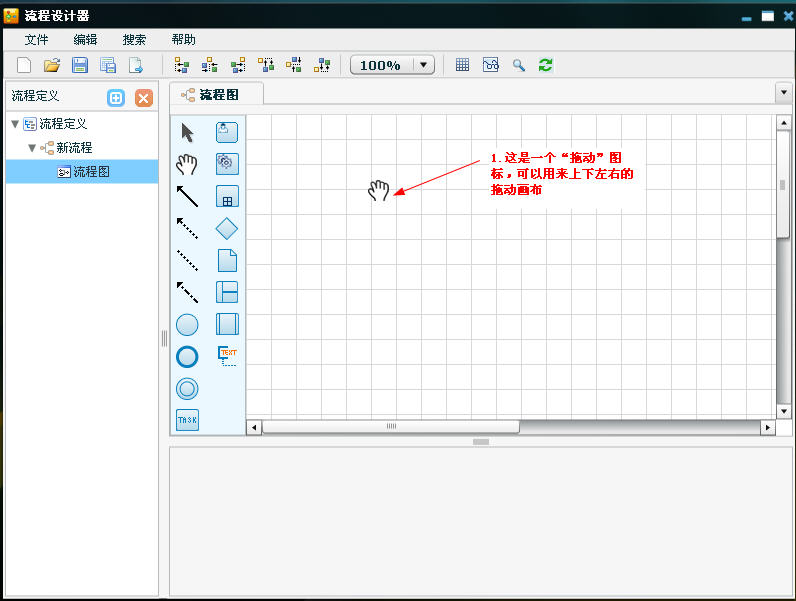 流程设计器
文件 编辑 搜索 帮助
100%
流程定义
流程图
流程定义
新流程
流程图
1. 这是一个“拖动”图
标，可以用来上下左右的
拖动画布
TEXT
TASK